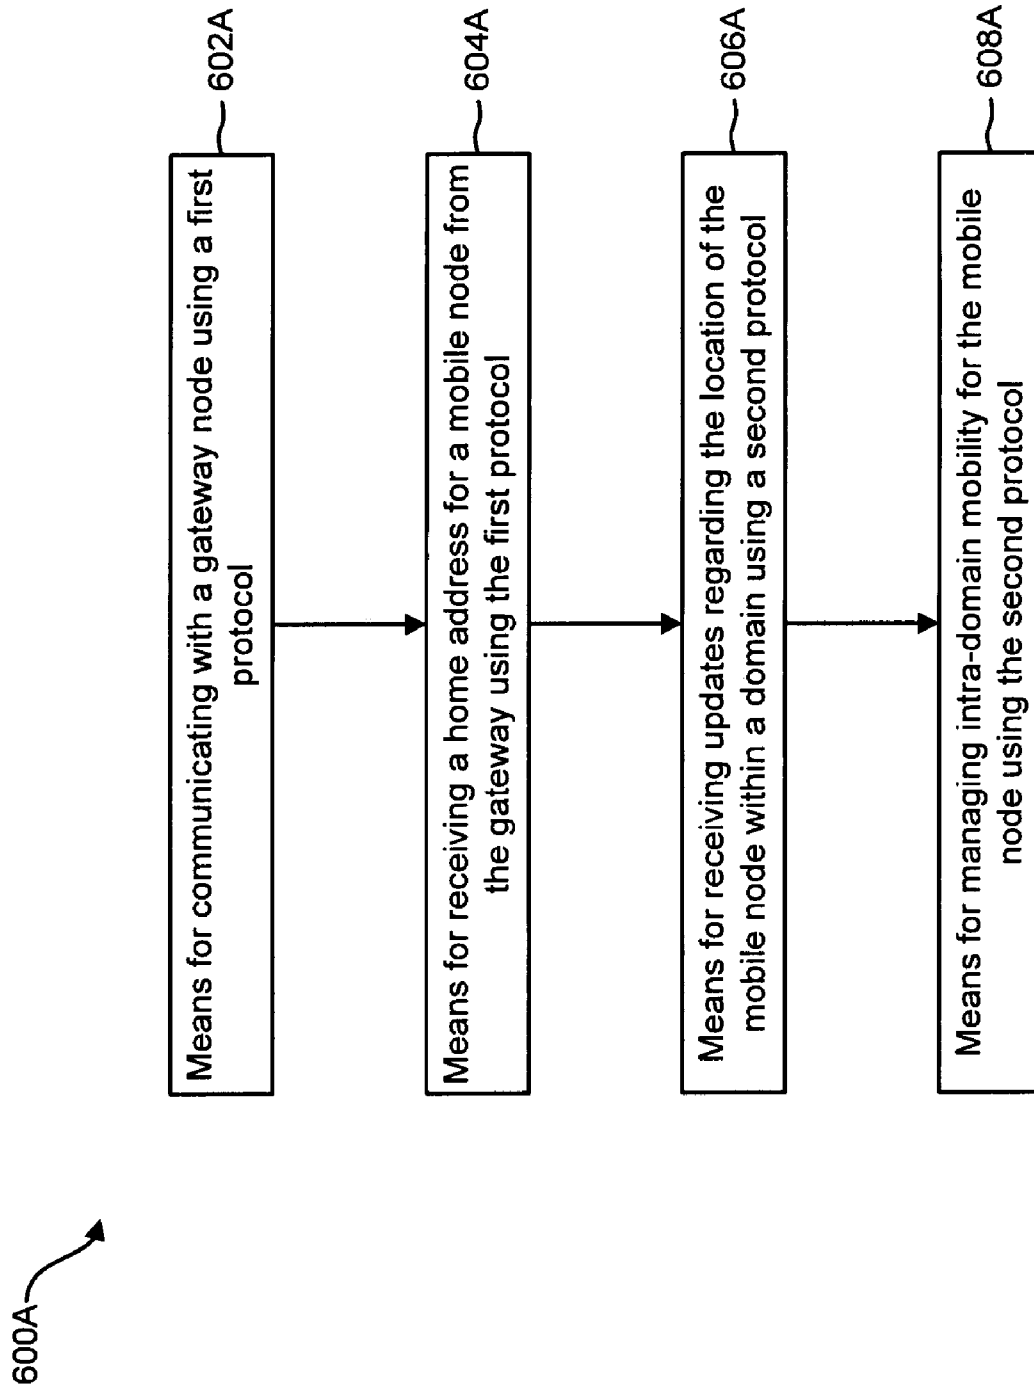 600A
Means for communicating with a gateway node using a first
protocol
602A
Means for receiving a home address for a mobile node from
the gateway using the first protocol
604A
Means for receiving updates regarding the location of the
mobile node within a domain using a second protocol
606A
Means for managing intra-domain mobility for the mobile
node using the second protocol
608A